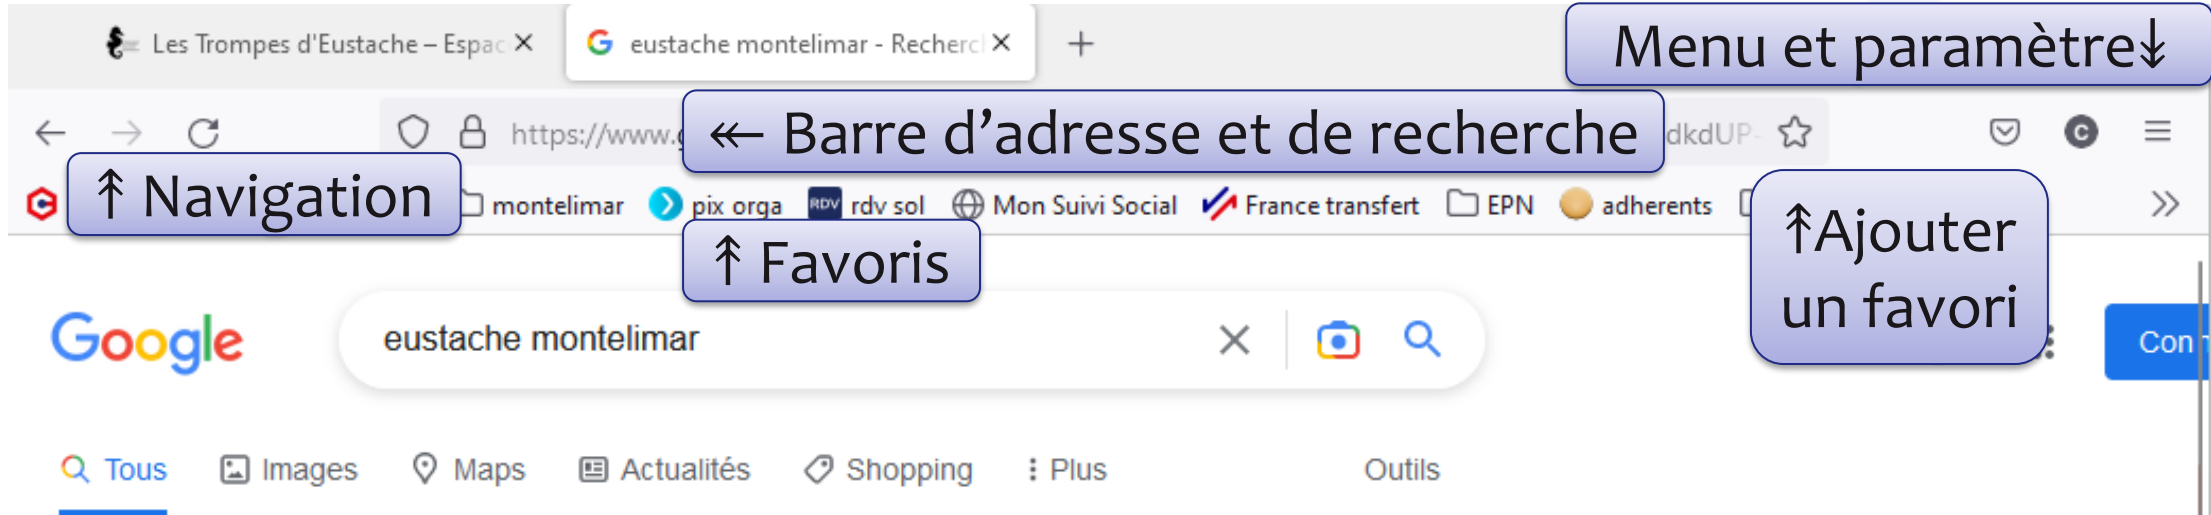 Les Trompes d'Eustache – Espac
eustache montelimar - Recherc
Menu et paramètre↡
https://www.
↞ Barre d’adresse et de recherche
dkdUP-
↟ Navigation
montelimar
pix orga
RDV rdv sol
Mon Suivi Social
France transfert
EPN
adherents
↟ Favoris
↟Ajouter
un favori
Google
eustache montelimar
Con
Tous
Images
Maps
Actualités
Shopping
Plus
Outils